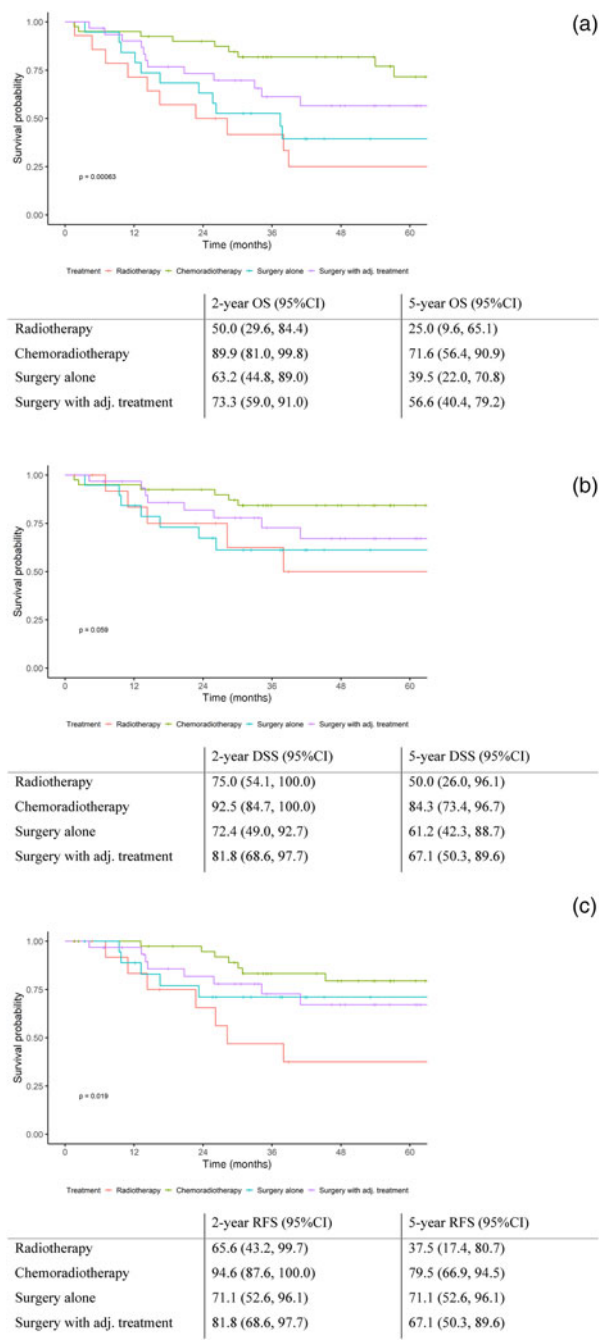 (a)
Survival probability
1.00
0.75
0.50
0.25
0.00
p = 0.00063
0 12 24 36 48 60
Time (months)
Treatment Radiotherapy Chemoradiotherapy Surgery alone Surgery with adj. treatment
2-year OS (95%CI) 5-year OS (95%CI)
Radiotherapy 50.0 (29.6, 84.4) 25.0 (9.6, 65.1)
Chemoradiotherapy 89.9 (81.0, 99.8) 71.6 (56.4, 90.9)
Surgery alone 63.2 (44.8, 89.0) 39.5 (22.0, 70.8)
Surgery with adj. treatment 73.3 (59.0, 91.0) 56.6 (40.4, 79.2)
(b)
Survival probability
1.00
0.75
0.50
0.25
0.00
p = 0.059
0 12 24 36 48 60
Time (months)
Treatment Radiotherapy Chemoradiotherapy Surgery alone Surgery with adj. treatment
2-year DSS (95%CI) 5-year DSS (95%CI)
Radiotherapy 75.0 (54.1, 100.0) 50.0 (26.0, 96.1)
Chemoradiotherapy 92.5 (84.7, 100.0) 84.3 (73.4, 96.7)
Surgery alone 72.4 (49.0, 92.7) 61.2 (42.3, 88.7)
Surgery with adj. treatment 81.8 (68.6, 97.7) 67.1 (50.3, 89.6)
(c)
Survival probability
1.00
0.75
0.50
0.25
0.00
p = 0.019
0 12 24 36 48 60
Time (months)
Treatment Radiotherapy Chemoradiotherapy Surgery alone Surgery with adj. treatment
2-year RFS (95%CI) 5-year RFS (95%CI)
Radiotherapy 65.6 (43.2, 99.7) 37.5 (17.4, 80.7)
Chemoradiotherapy 94.6 (87.6, 100.0) 79.5 (66.9, 94.5)
Surgery alone 71.1 (52.6, 96.1) 71.1 (52.6, 96.1)
Surgery with adj. treatment 81.8 (68.6, 97.7) 67.1 (50.3, 89.6)